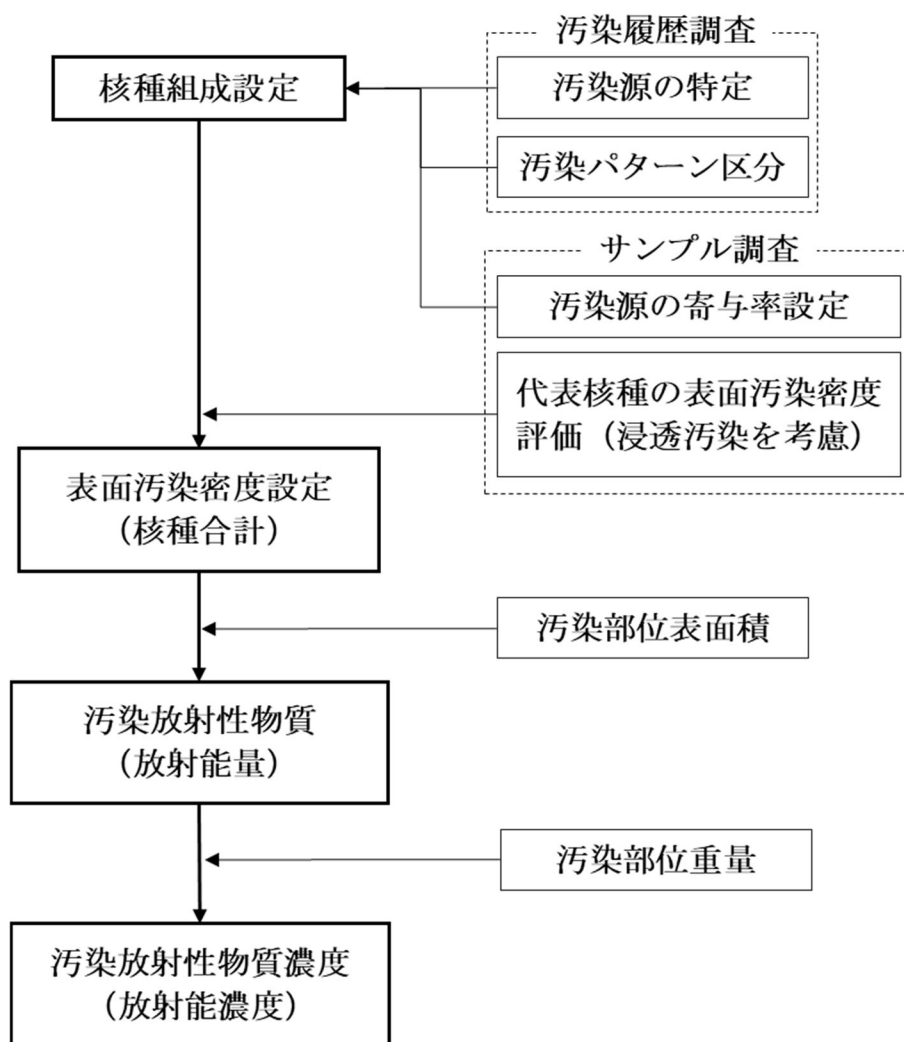 汚染履歴調査
核種組成設定
汚染源の特定
汚染パターン区分
サンプル調査
汚染源の寄与率設定
代表核種の表面汚染密度
評価（浸透汚染を考慮）
表面汚染密度設定
（核種合計）
汚染部位表面積
汚染放射性物質
（放射能量）
汚染部位重量
汚染放射性物質濃度
（放射能濃度）